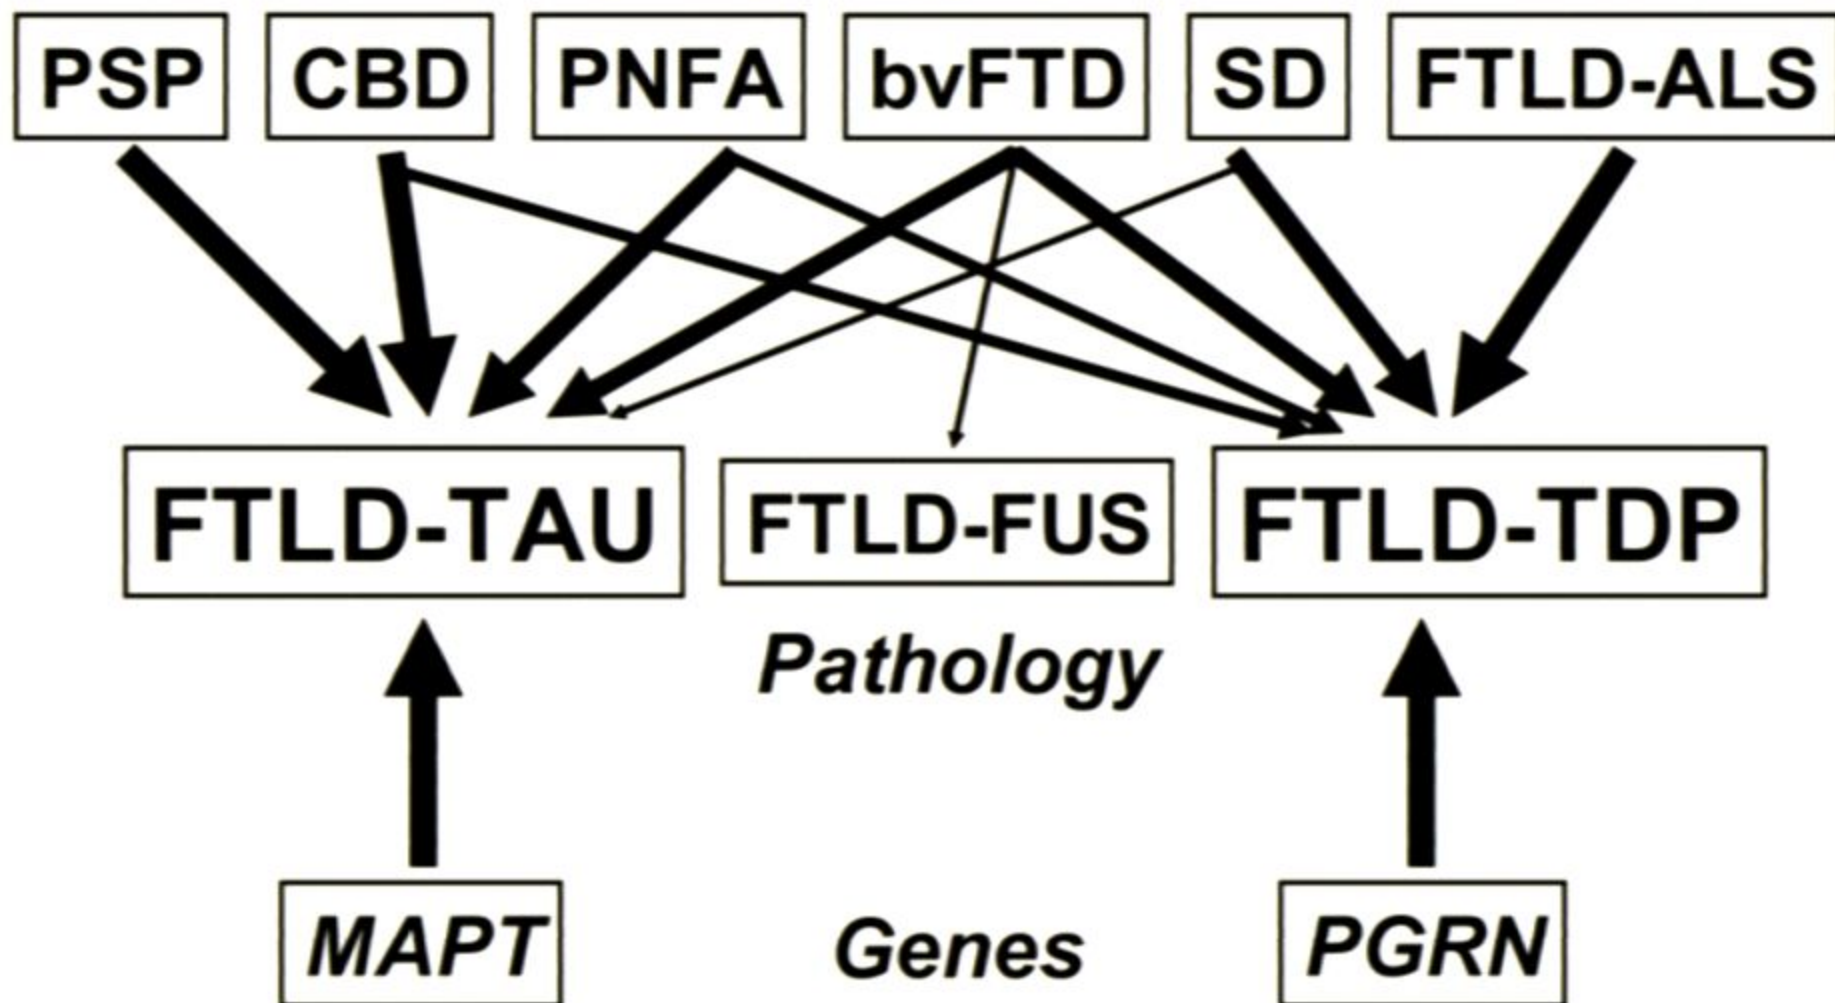 PSP CBD PNFA bvFTD SD FTLD-ALS
FTLD-TAU FTLD-FUS FTLD-TDP
Pathology
MAPT Genes PGRN